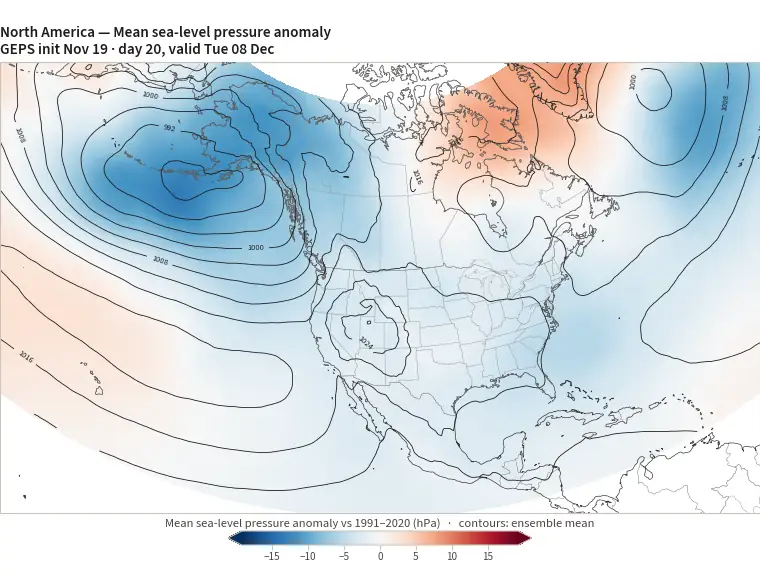 North America — Mean sea-level pressure anomaly
GEPS init Nov 19 · day 20, valid Tue 08 Dec
1000
992
1008
1000
1008
1016
1000
1008
1016
1024
Mean sea-level pressure anomaly vs 1991–2020 (hPa) · contours: ensemble mean
−15 −10 −5 0 5 10 15